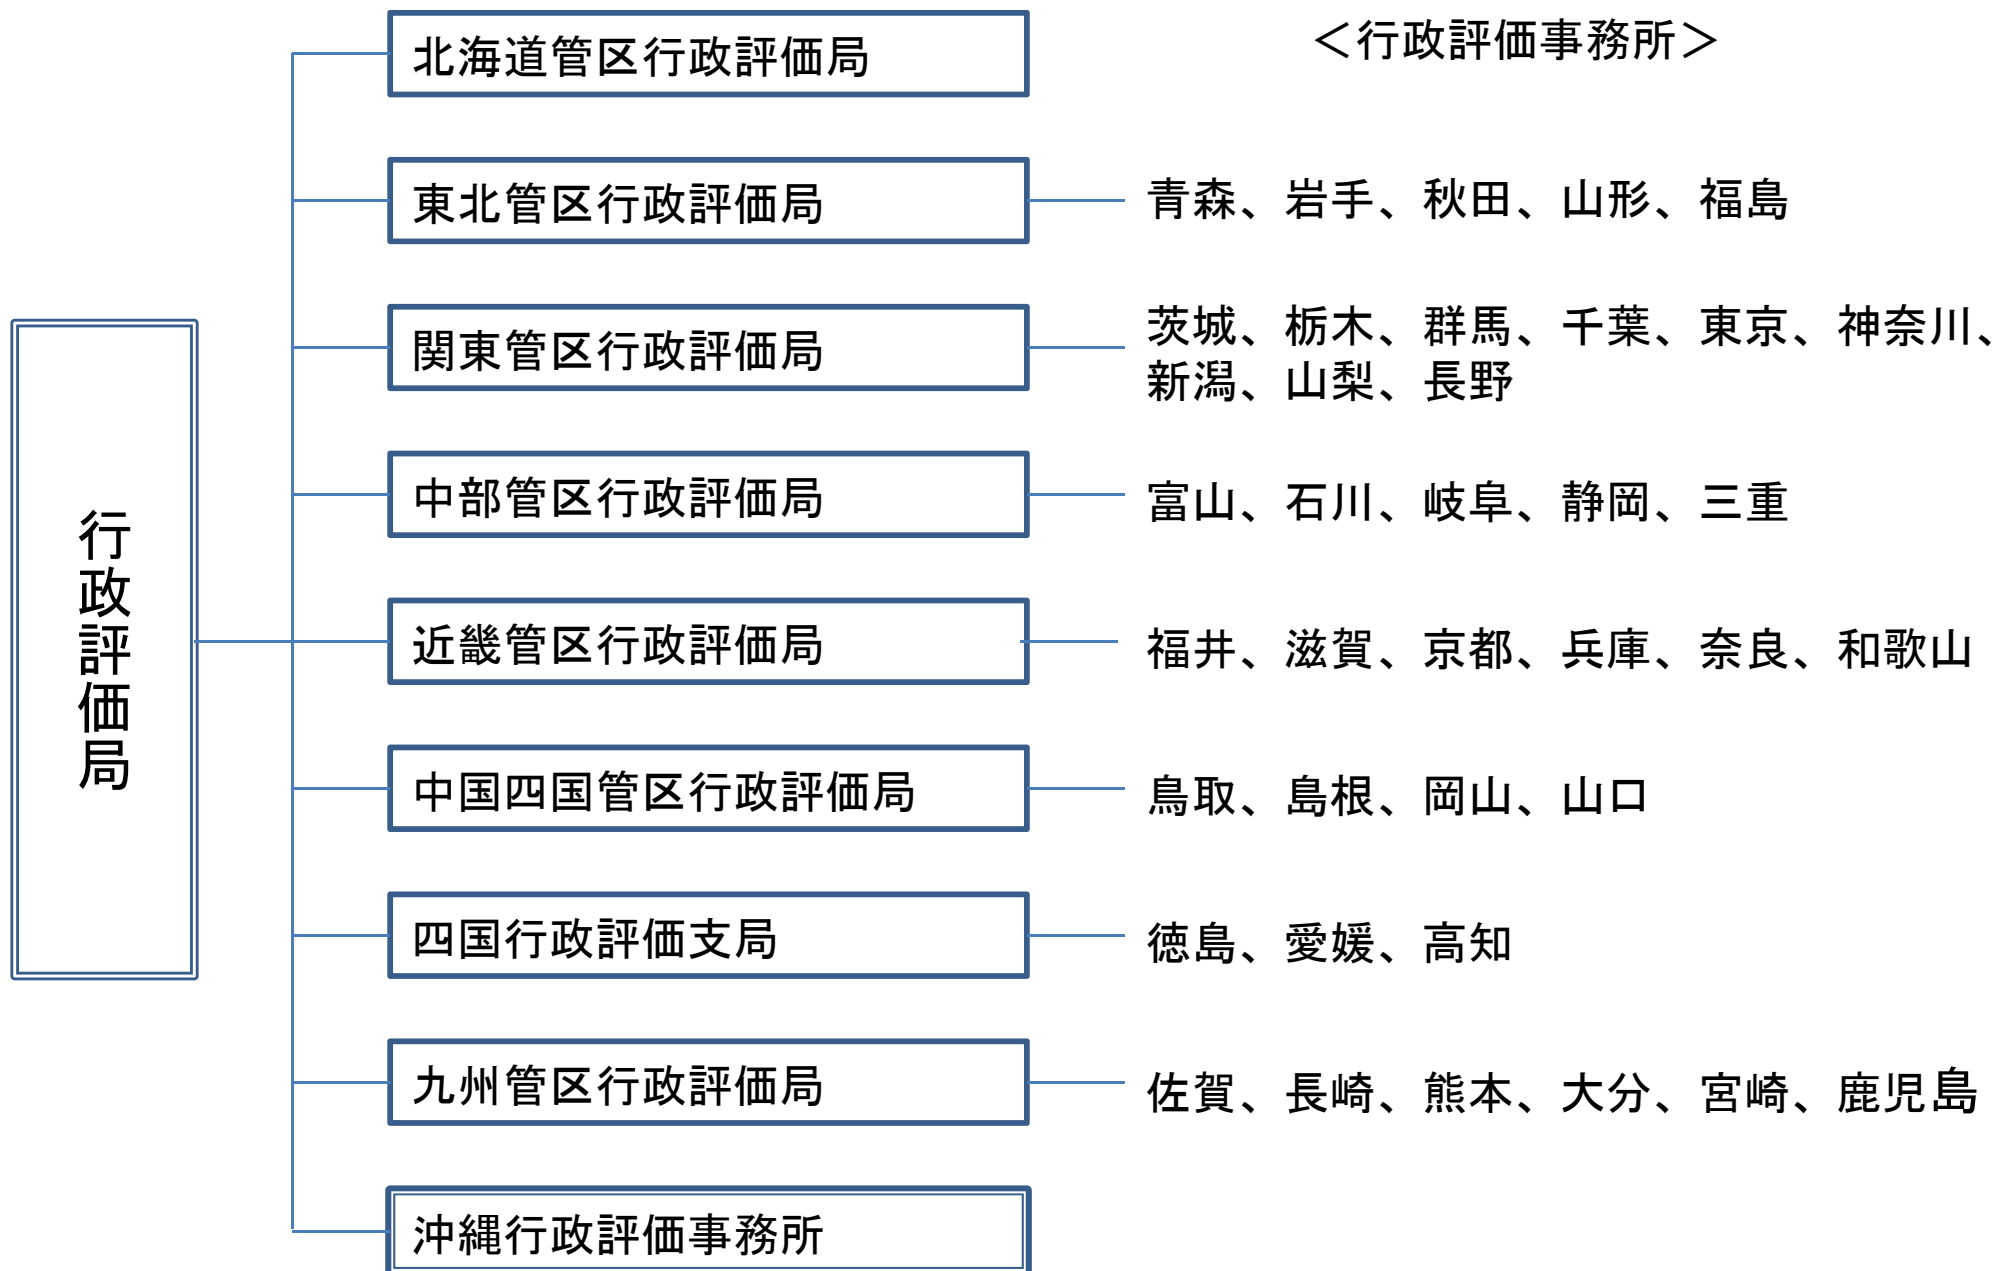 行政評価局
北海道管区行政評価局
＜行政評価事務所＞
東北管区行政評価局
青森、岩手、秋田、山形、福島
関東管区行政評価局
茨城、栃木、群馬、千葉、東京、神奈川、
新潟、山梨、長野
中部管区行政評価局
富山、石川、岐阜、静岡、三重
近畿管区行政評価局
福井、滋賀、京都、兵庫、奈良、和歌山
中国四国管区行政評価局
鳥取、島根、岡山、山口
四国行政評価支局
徳島、愛媛、高知
九州管区行政評価局
佐賀、長崎、熊本、大分、宮崎、鹿児島
沖縄行政評価事務所